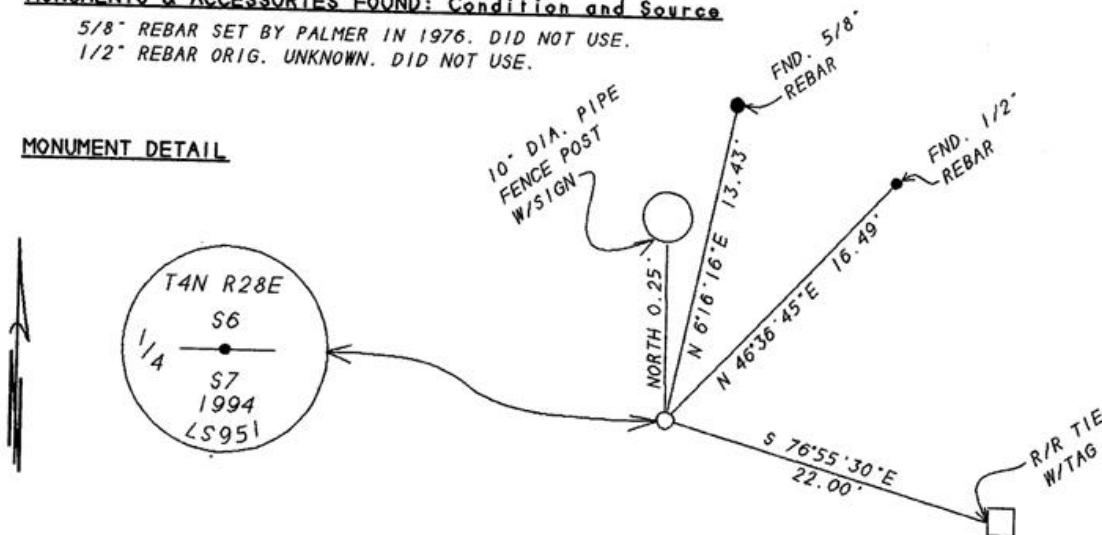 MONUMENTS & ACCESSORIES FOUND: Condition and Source
5/8" REBAR SET BY PALMER IN 1976. DID NOT USE.
1/2" REBAR ORIG. UNKNOWN. DID NOT USE.
MONUMENT DETAIL
10" DIA. PIPE
FENCE POST
W/SIGN
FND. 5/8"
REBAR
FND. 1/2"
REBAR
NORTH 0.25'
N 6°16'16"E 13.43'
N 46°36'45"E 16.49'
S 76°55'30"E
22.00'
R/R TIE
W/TAG
T4N R28E
S6
1/4
S7
1994
LS951
N